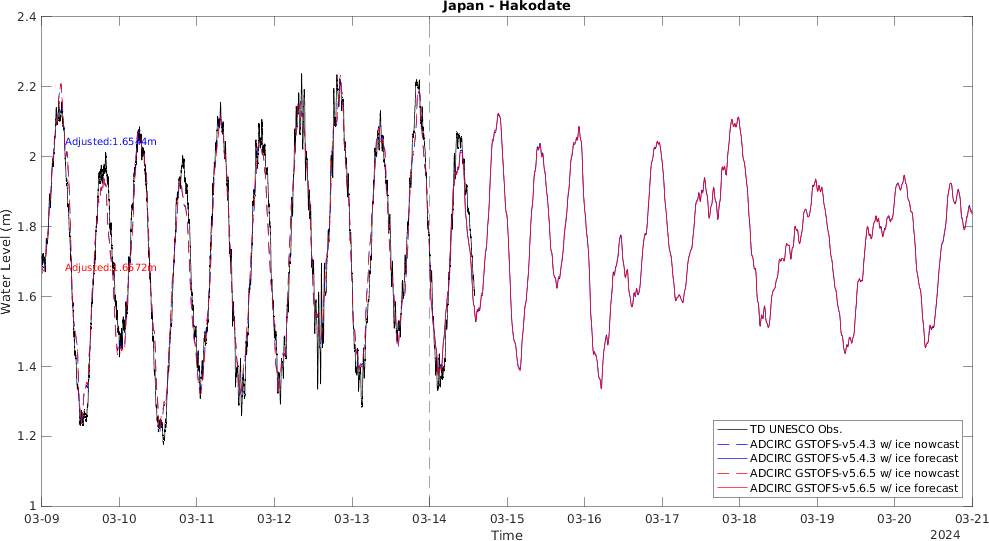 Japan - Hakodate
2.4
2.2
2
1.8
1.6
1.4
1.2
1
Water Level (m)
Adjusted:1.6544m
Adjusted:1.6572m
TD UNESCO Obs.
ADCIRC GSTOFS-v5.4.3 w/ ice nowcast
ADCIRC GSTOFS-v5.4.3 w/ ice forecast
ADCIRC GSTOFS-v5.6.5 w/ ice nowcast
ADCIRC GSTOFS-v5.6.5 w/ ice forecast
03-09 03-10 03-11 03-12 03-13 03-14 03-15 03-16 03-17 03-18 03-19 03-20 03-21
Time
2024